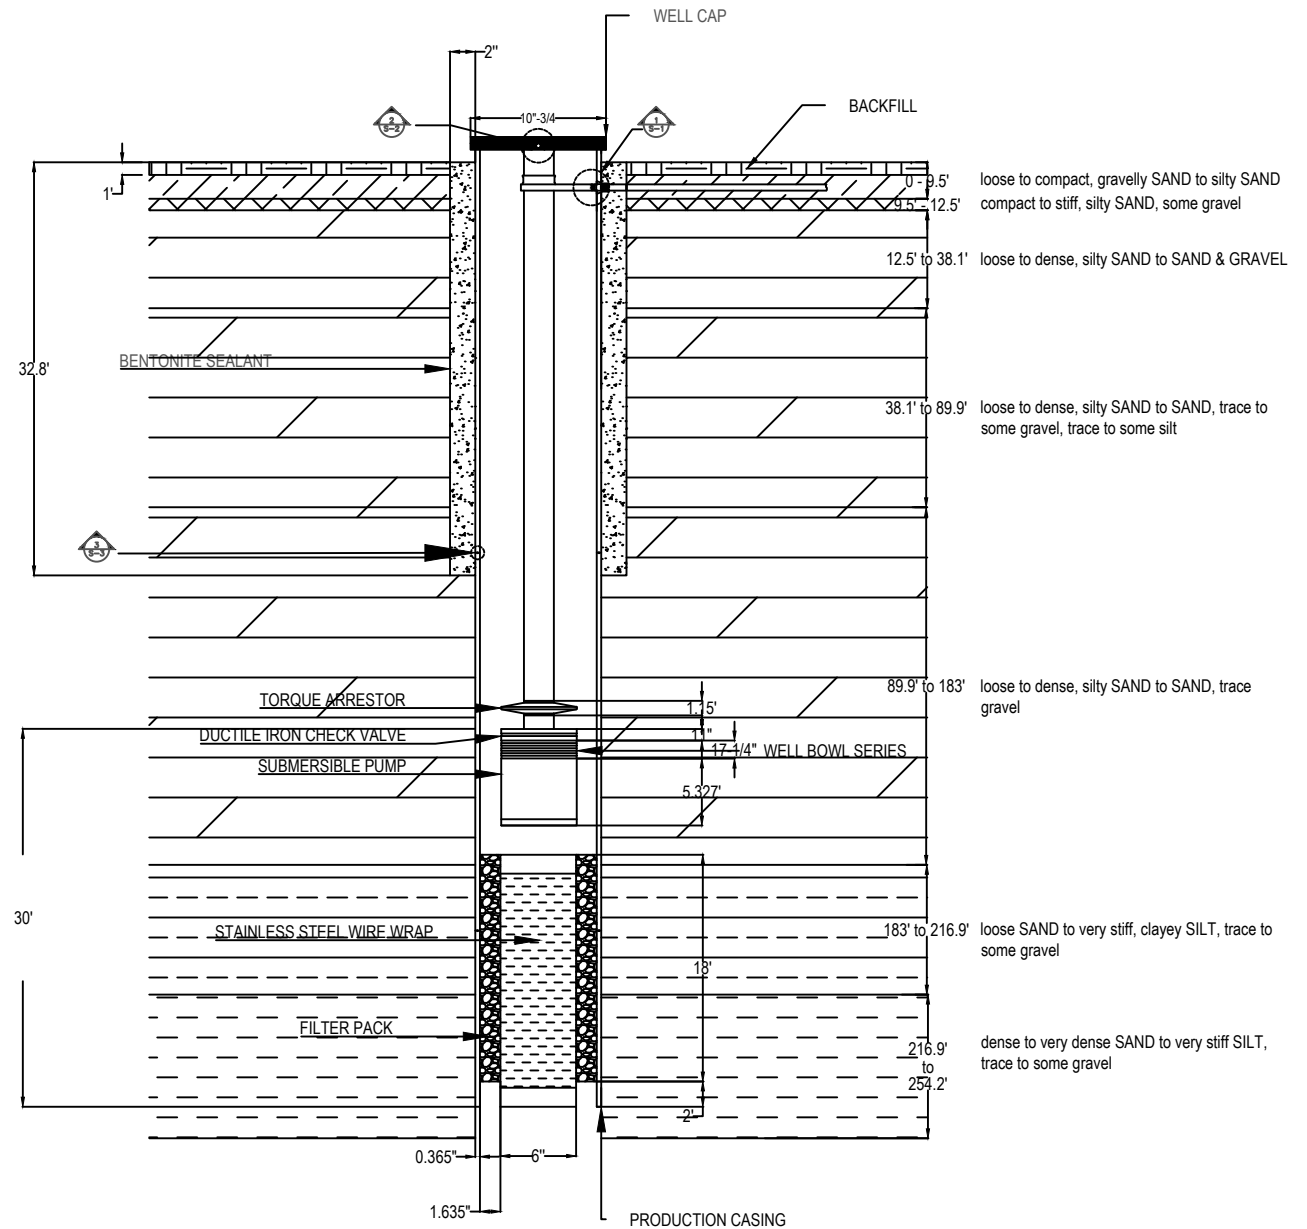 WELL CAP
2"
10"-3/4
2
S-2
1
S-1
BACKFILL
1'
0 - 9.5'
loose to compact, gravelly SAND to silty SAND
9.5' - 12.5'
compact to stiff, silty SAND, some gravel
12.5' to 38.1'
loose to dense, silty SAND to SAND & GRAVEL
32.8'
BENTONITE SEALANT
38.1' to 89.9'
loose to dense, silty SAND to SAND, trace to
some gravel, trace to some silt
3
S-3
89.9' to 183'
loose to dense, silty SAND to SAND, trace
gravel
TORQUE ARRESTOR
1.15'
DUCTILE IRON CHECK VALVE
11"
17-1/4"
WELL BOWL SERIES
SUBMERSIBLE PUMP
5.327'
30'
183' to 216.9'
loose SAND to very stiff, clayey SILT, trace to
some gravel
STAINLESS STEEL WIRE WRAP
18'
FILTER PACK
216.9'
to
254.2'
dense to very dense SAND to very stiff SILT,
trace to some gravel
2'
0.365"
6"
1.635"
PRODUCTION CASING